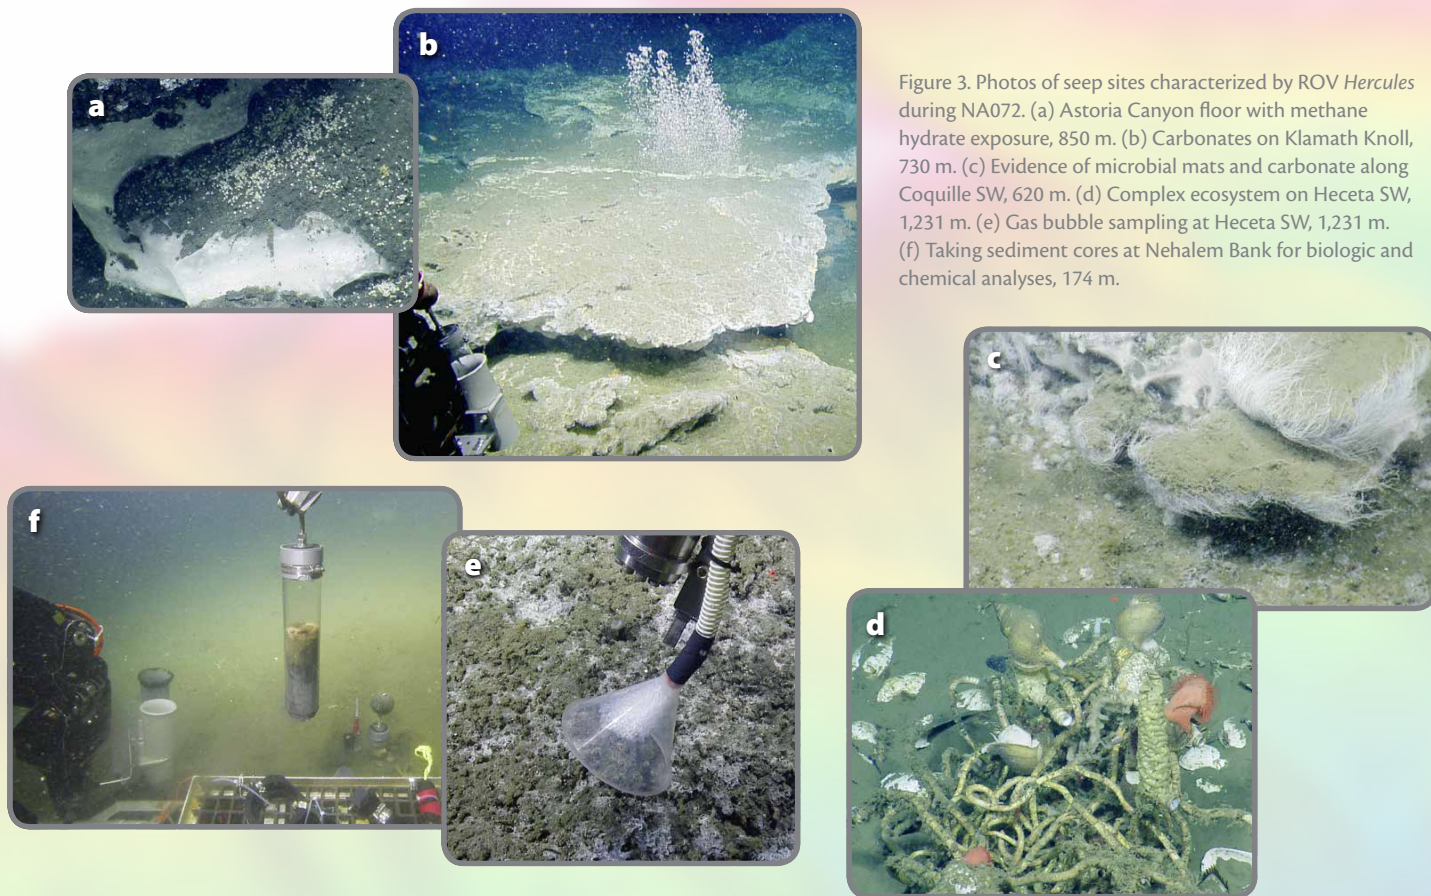 a
b
Figure 3. Photos of seep sites characterized by ROV Hercules
during NA072. (a) Astoria Canyon floor with methane
hydrate exposure, 850 m. (b) Carbonates on Klamath Knoll,
730 m. (c) Evidence of microbial mats and carbonate along
Coquille SW, 620 m. (d) Complex ecosystem on Heceta SW,
1,231 m. (e) Gas bubble sampling at Heceta SW, 1,231 m.
(f) Taking sediment cores at Nehalem Bank for biologic and
chemical analyses, 174 m.
c
f
e
d